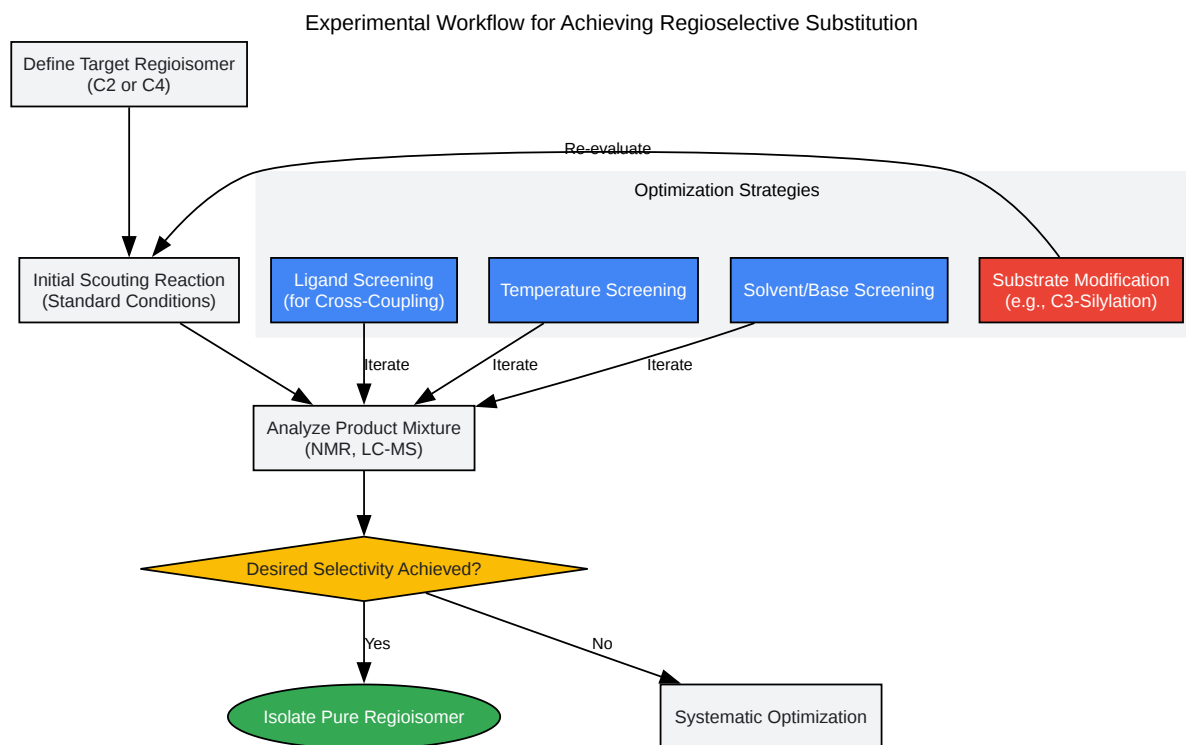 Experimental Workflow for Achieving Regioselective Substitution
Define Target Regioisomer
(C2 or C4)
Re-evaluate
Optimization Strategies
Initial Scouting Reaction
(Standard Conditions)
Ligand Screening
(for Cross-Coupling)
Temperature Screening
Solvent/Base Screening
Substrate Modification
(e.g., C3-Silylation)
Iterate
Iterate
Iterate
Analyze Product Mixture
(NMR, LC-MS)
Desired Selectivity Achieved?
Yes
No
Isolate Pure Regioisomer
Systematic Optimization